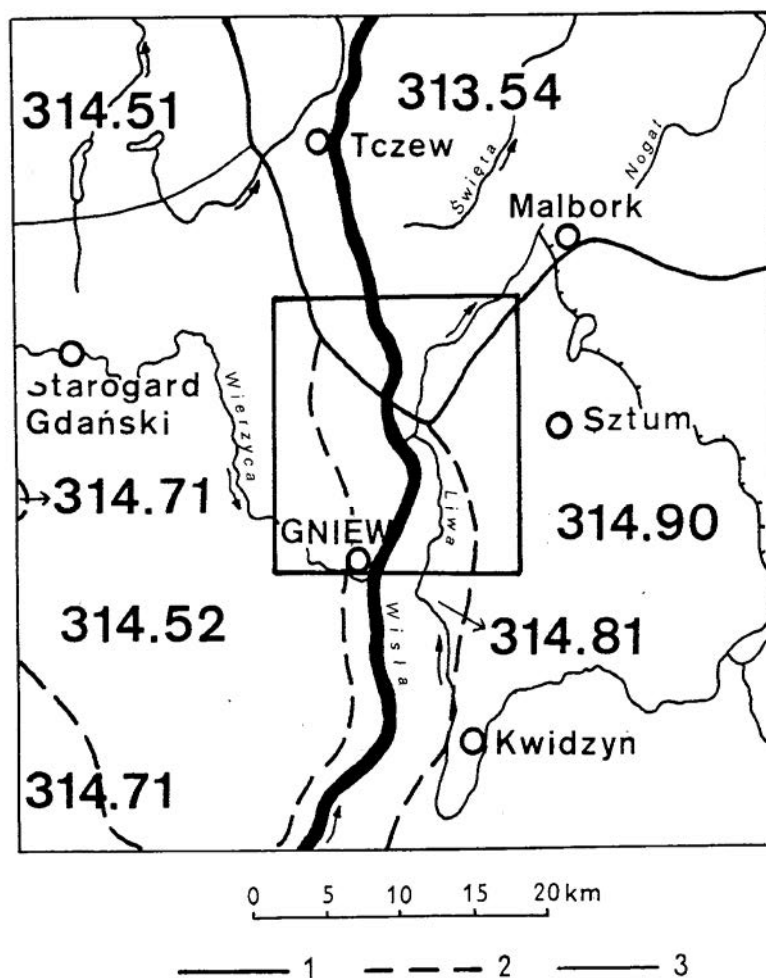 314.51
313.54
Tczew
Święta
Nogat
Malbork
Starogard
Gdański
Wierzyca
Sztum
314.71
GNIEW
Liwa
314.90
314.52
Wisła
314.81
Kwidzyn
314.71
0 5 10 15 20 km
1 2 3